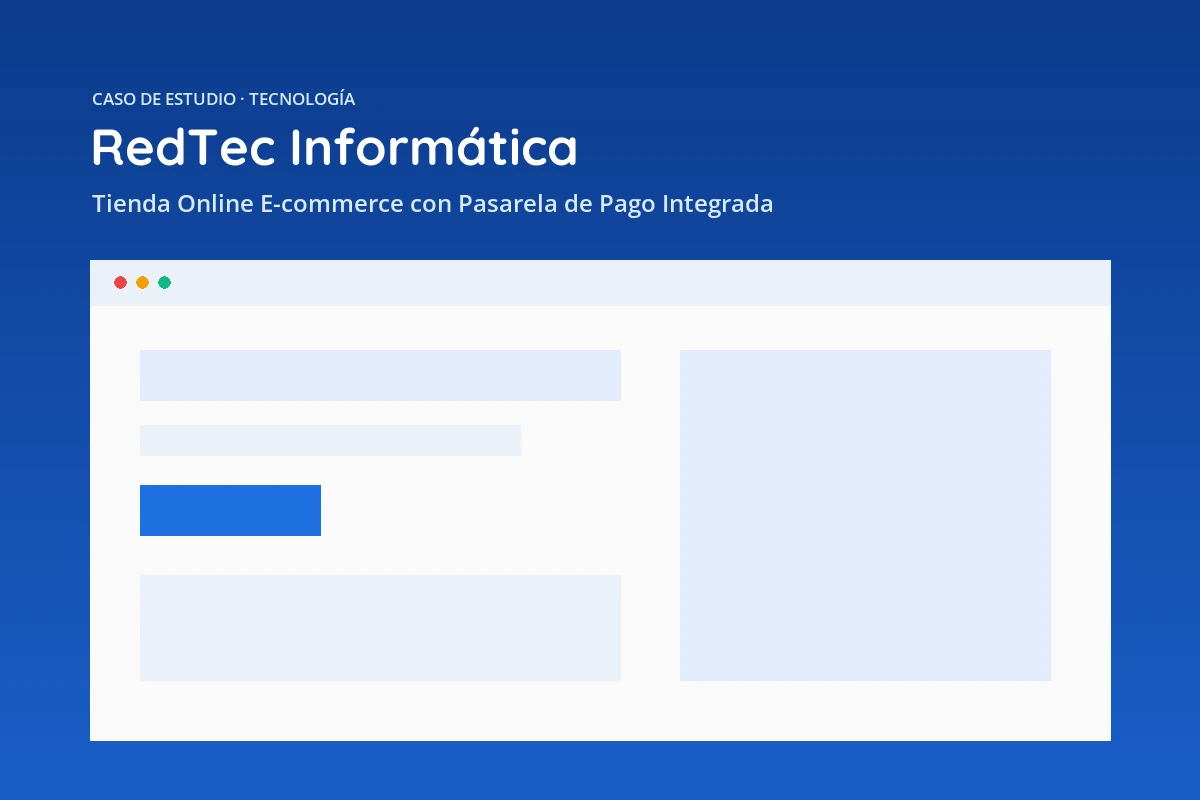 CASO DE ESTUDIO · TECNOLOGÍA
RedTec Informática
Tienda Online E-commerce con Pasarela de Pago Integrada